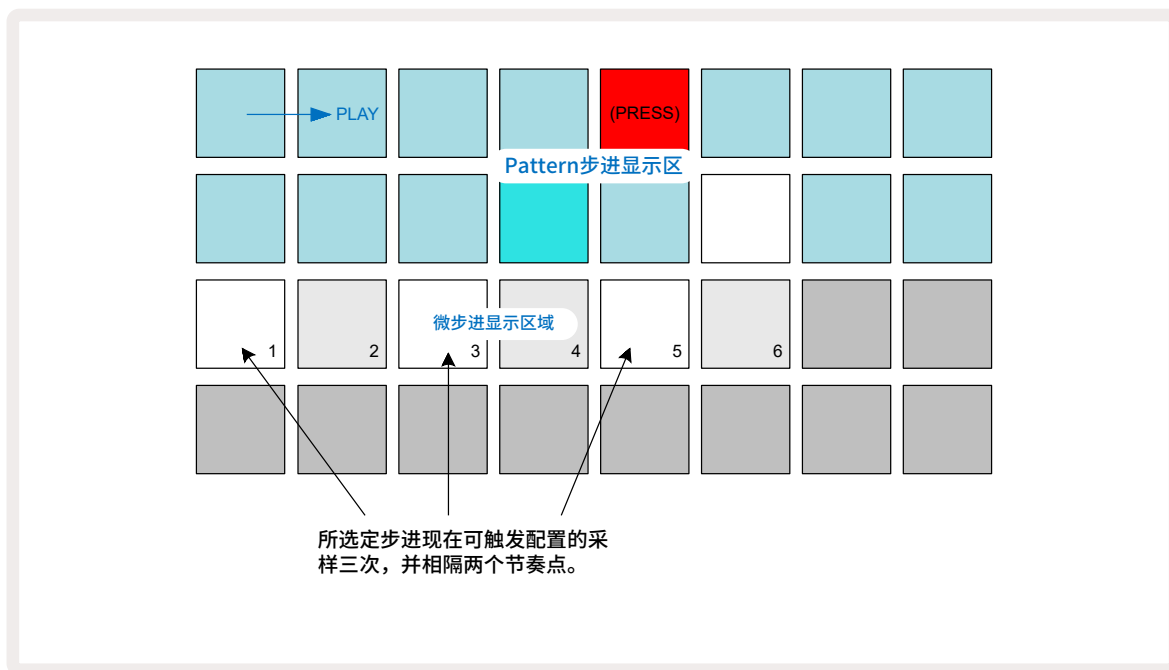 PLAY
(PRESS)
Pattern步进显示区
微步进显示区域
1
2
3
4
5
6
所选定步进现在可触发配置的采
样三次，并相隔两个节奏点。